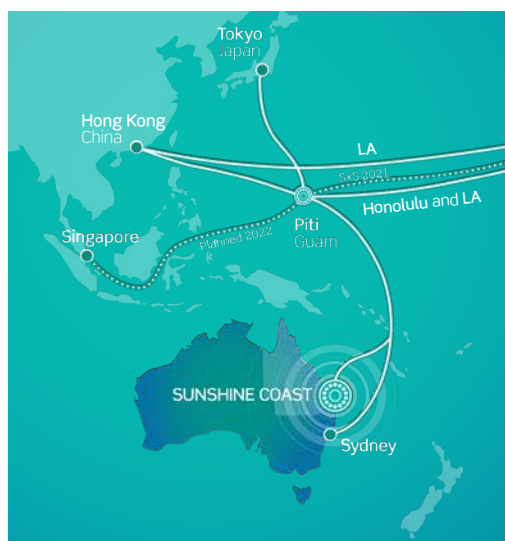 Tokyo
Japan
Hong Kong
China
LA
SxS 2021
Honolulu and LA
Piti
Guam
Singapore
Planned 2022
SUNSHINE COAST
Sydney